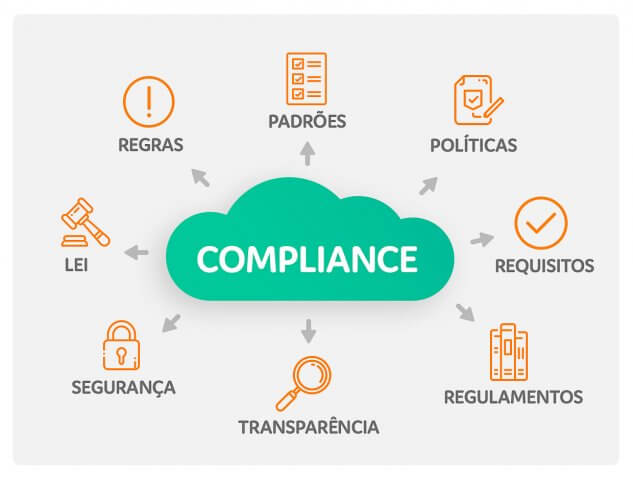 PADRÕES
REGRAS
POLÍTICAS
COMPLIANCE
LEI
REQUISITOS
SEGURANÇA
REGULAMENTOS
TRANSPARÊNCIA